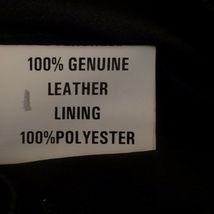 100% GENUINE
LEATHER
LINING
100%POLYESTER